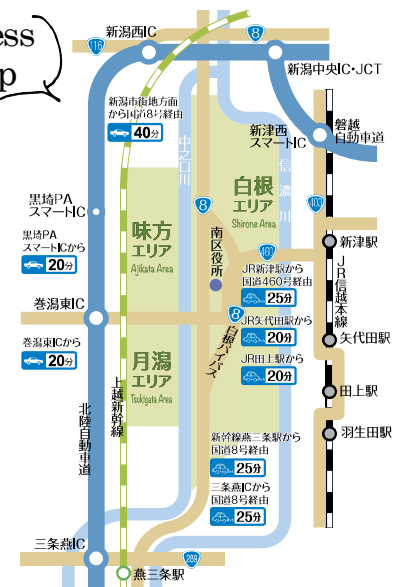 ess
p
新潟西IC
116
8
新潟中央IC・JCT
新潟市街地方面
から国道8号経由
40分
新津西
スマートIC
磐越
自動車道
中之口川
信濃川
白根
エリア
Shirone Area
403
黒埼PA
スマートIC
8
味方
エリア
Ajikata Area
南区役所
460
新津駅
黒埼PA
スマートICから
20分
JR新津駅から
国道460号経由
25分
JR信越本線
巻潟東IC
8
白根バイパス
JR矢代田駅から
20分
矢代田駅
巻潟東ICから
20分
月潟
エリア
Tsukigata Area
JR田上駅から
20分
田上駅
上越新幹線
北陸自動車道
羽生田駅
新幹線燕三条駅から
国道8号経由
25分
三条燕ICから
国道8号経由
25分
三条燕IC
289
燕三条駅